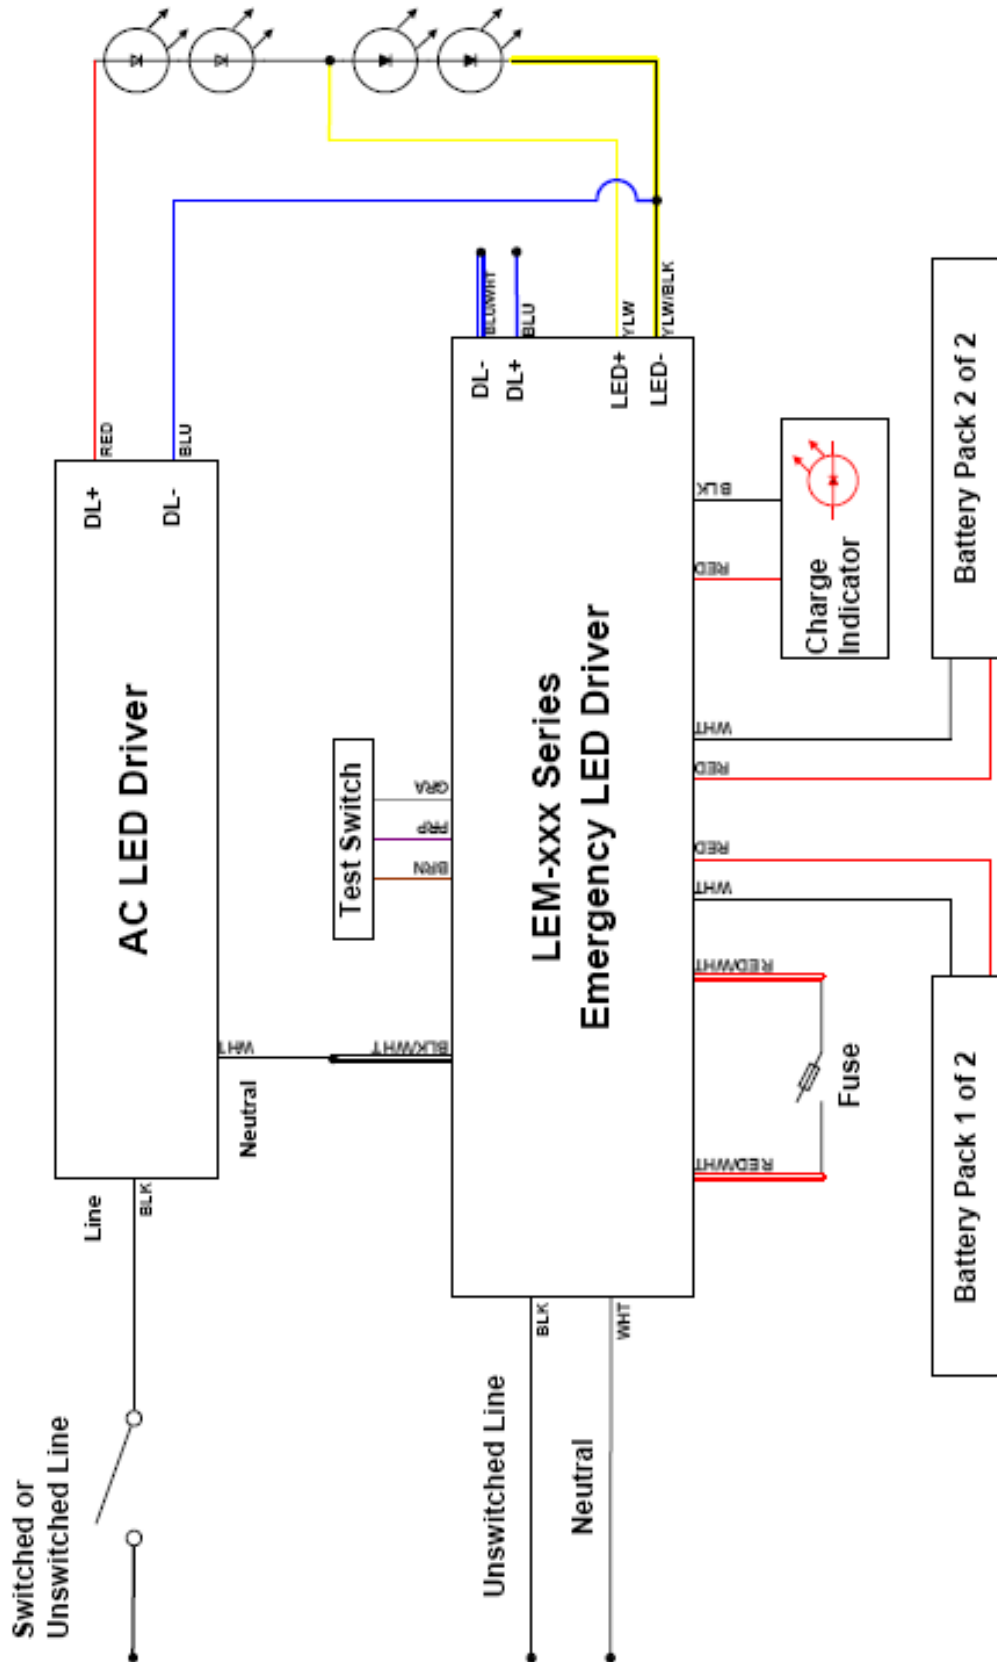 Switched or
Unswitched Line
Line
BLK
AC LED Driver
DL+
DL-
RED
BLU
WHT
Neutral
BLK/WHT
Test Switch
BRN
PRP
GRA
BLU/WHT
BLU
YLW
YLW/BLK
DL-
DL+
LED+
LED-
LEM-xxx Series
Emergency LED Driver
Unswitched Line
BLK
Neutral
WHT
RED/WHT
RED/WHT
Fuse
WHT
RED
RED
WHT
RED
BLK
Charge
Indicator
Battery Pack 1 of 2
Battery Pack 2 of 2